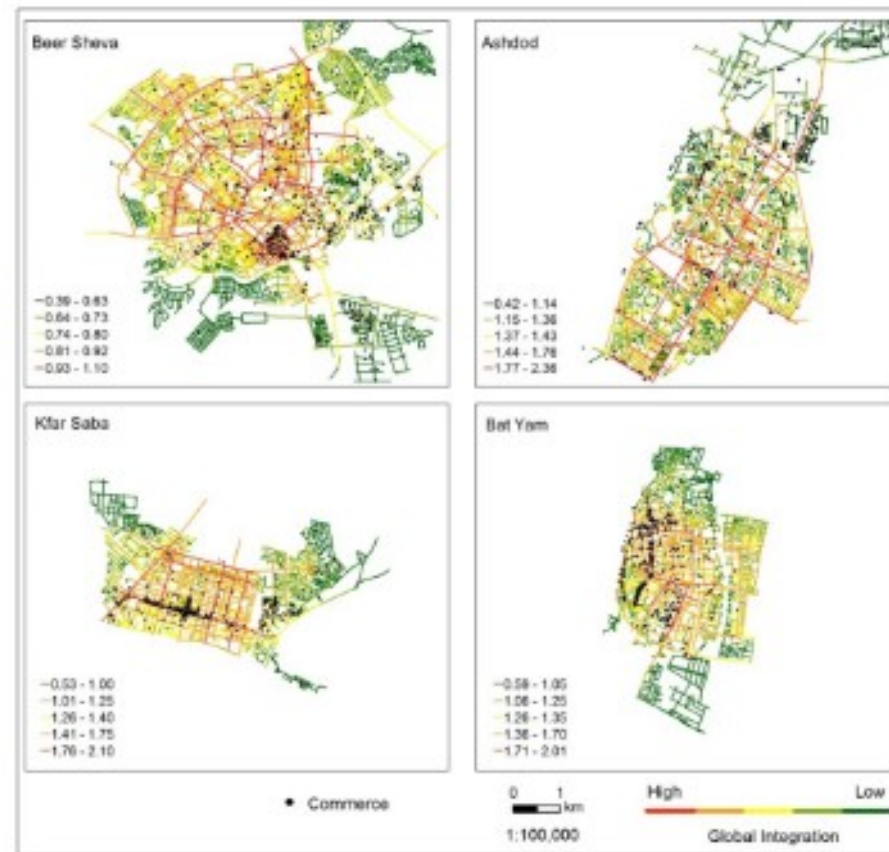 Beer Sheva
0.39 - 0.63
0.64 - 0.73
0.74 - 0.80
0.81 - 0.92
0.93 - 1.10
Ashdod
0.42 - 1.14
1.15 - 1.36
1.37 - 1.43
1.44 - 1.76
1.77 - 2.36
Kfar Saba
0.53 - 1.00
1.01 - 1.25
1.26 - 1.40
1.41 - 1.75
1.76 - 2.10
Bat Yam
0.59 - 1.05
1.06 - 1.25
1.26 - 1.35
1.36 - 1.70
1.71 - 2.01
Commerce
0 1
km
1:100,000
High Low
Global Integration